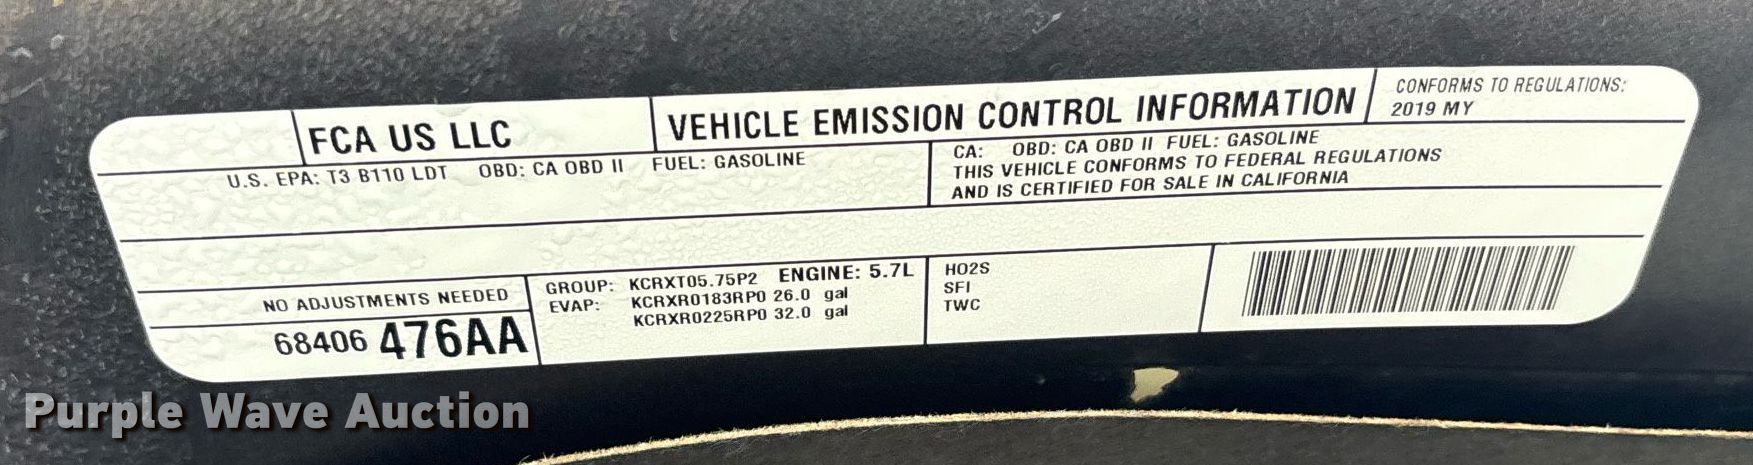 FCA US LLC
VEHICLE EMISSION CONTROL INFORMATION
CONFORMS TO REGULATIONS:
2019 MY
U.S. EPA: T3 B110 LDT OBD: CA OBD II FUEL: GASOLINE
CA: OBD: CA OBD II FUEL: GASOLINE
THIS VEHICLE CONFORMS TO FEDERAL REGULATIONS
AND IS CERTIFIED FOR SALE IN CALIFORNIA
NO ADJUSTMENTS NEEDED
68406 476AA
GROUP: KCRXT05.75P2 ENGINE: 5.7L
EVAP: KCRXR0183RP0 26.0 gal
KCRXR0225RP0 32.0 gal
HO2S
SFI
TWC
Purple Wave Auction